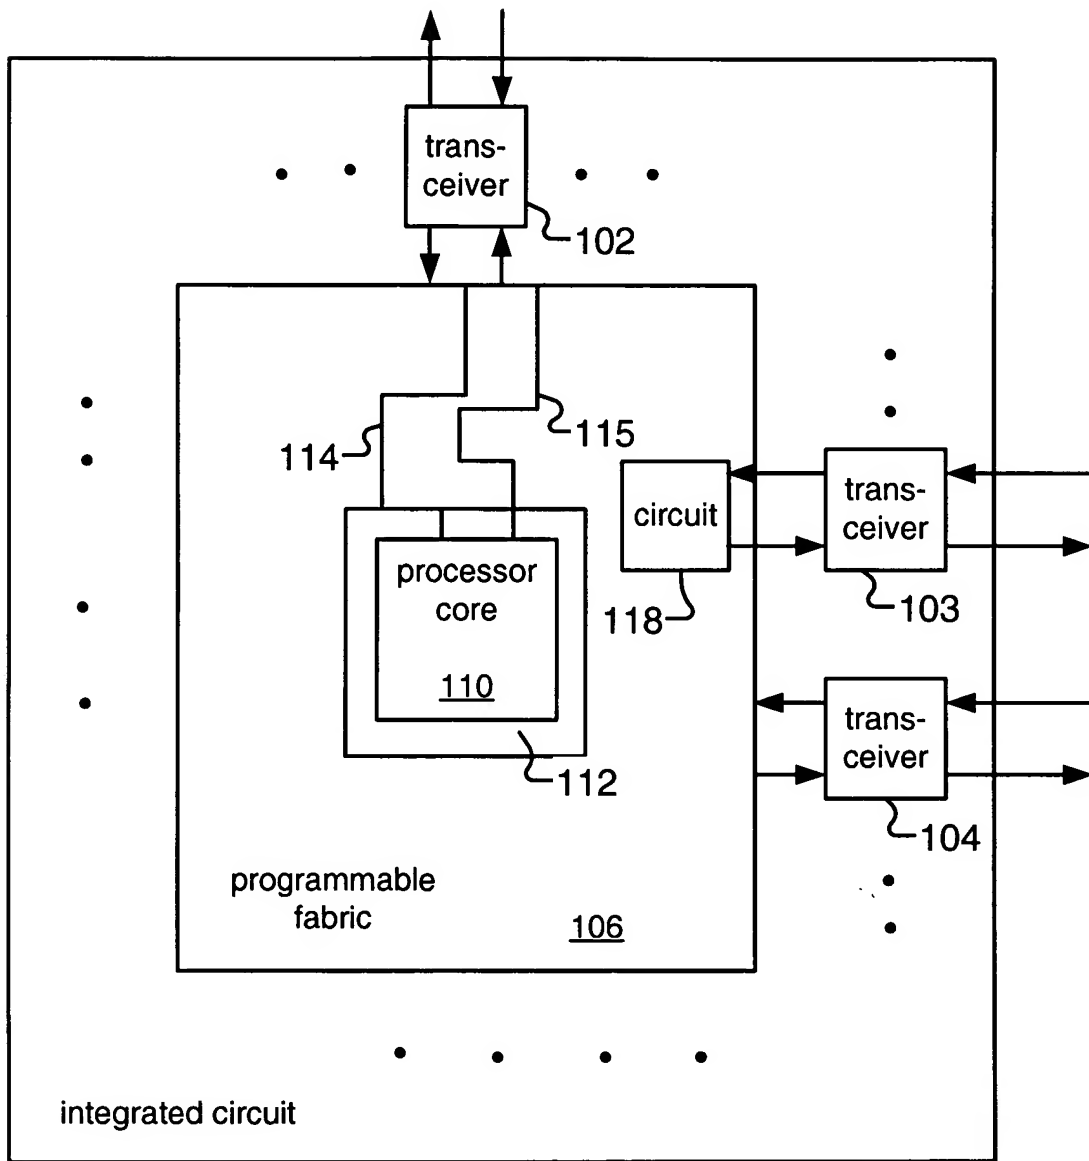 trans-
ceiver
102
114
115
circuit
118
trans-
ceiver
103
processor
core
110
112
trans-
ceiver
104
programmable
fabric
106
integrated circuit